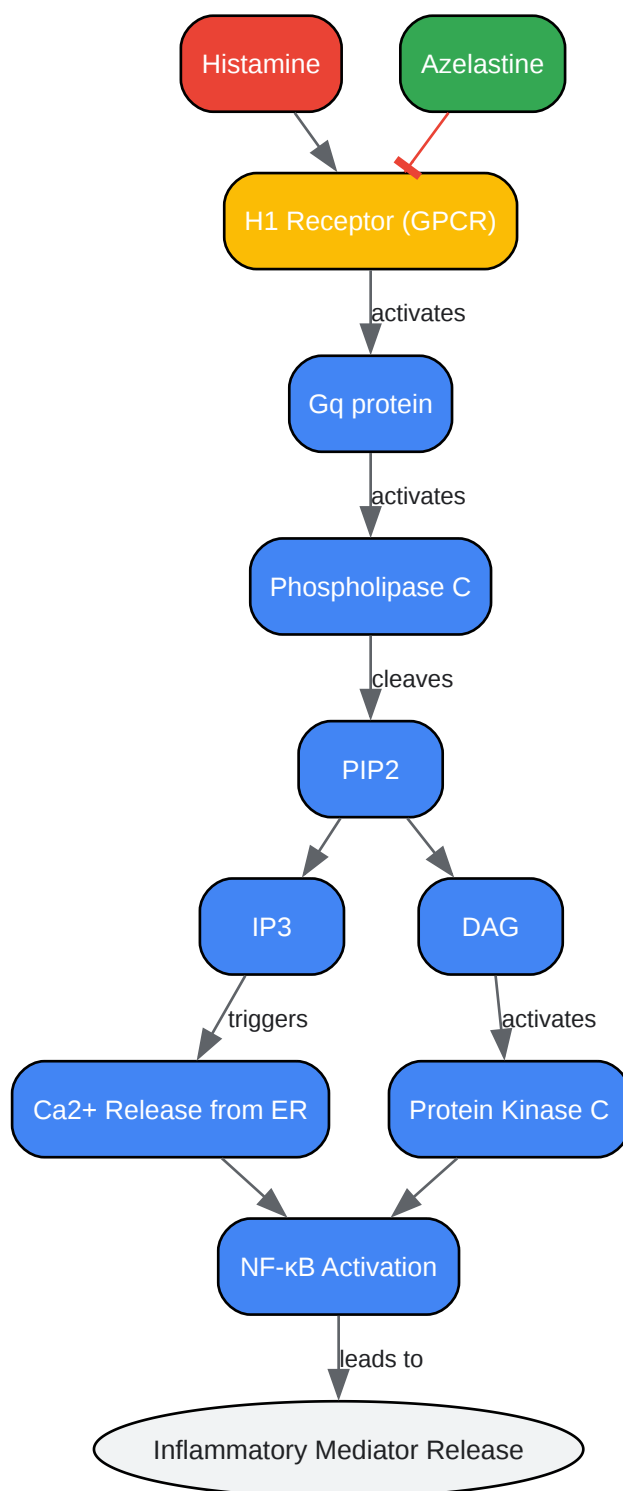 Histamine
Azelastine
H1 Receptor (GPCR)
activates
Gq protein
activates
Phospholipase C
cleaves
PIP2
IP3
DAG
triggers
activates
Ca2+ Release from ER
Protein Kinase C
NF-κB Activation
leads to
Inflammatory Mediator Release